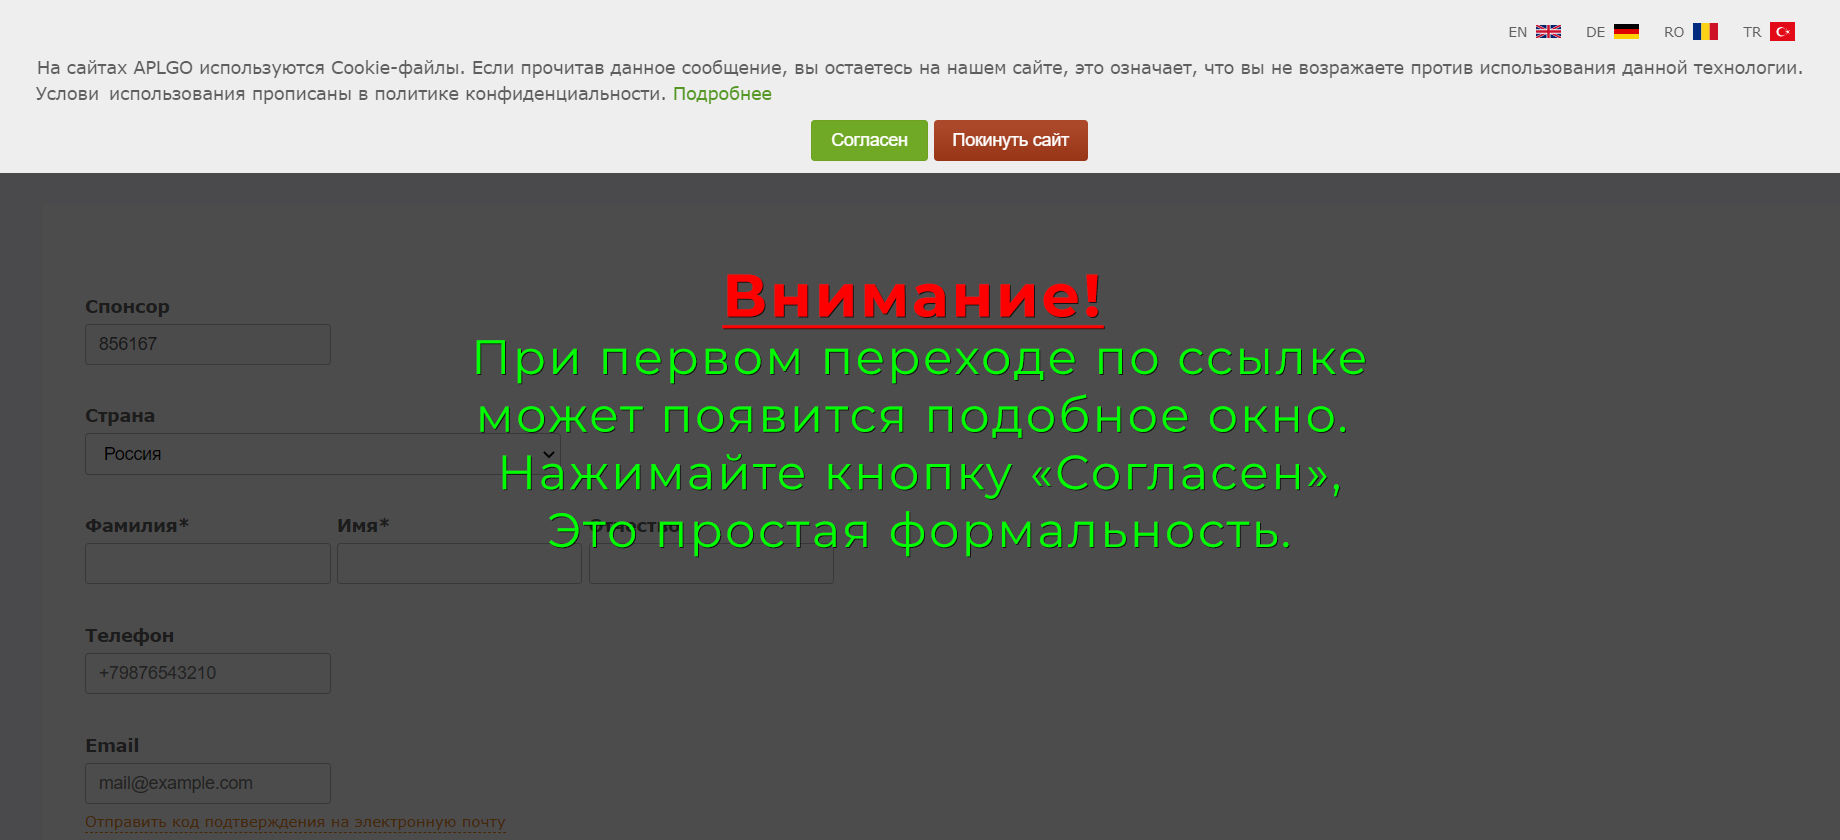 EN DE RO TR
На сайтах APLGO используются Cookie-файлы. Если прочитав данное сообщение, вы остаетесь на нашем сайте, это означает, что вы не возражаете против использования данной технологии.
Услови использования прописаны в политике конфиденциальности. Подробнее
Согласен Покинуть сайт
Внимание!
Спонсор
856167
При первом переходе по ссылке
может появится подобное окно.
Страна
Россия
Нажимайте кнопку «Согласен»,
Фамилия* Имя* Отчество
Это простая формальность.
Телефон
+79876543210
Email
mail@example.com
Отправить код подтверждения на электронную почту